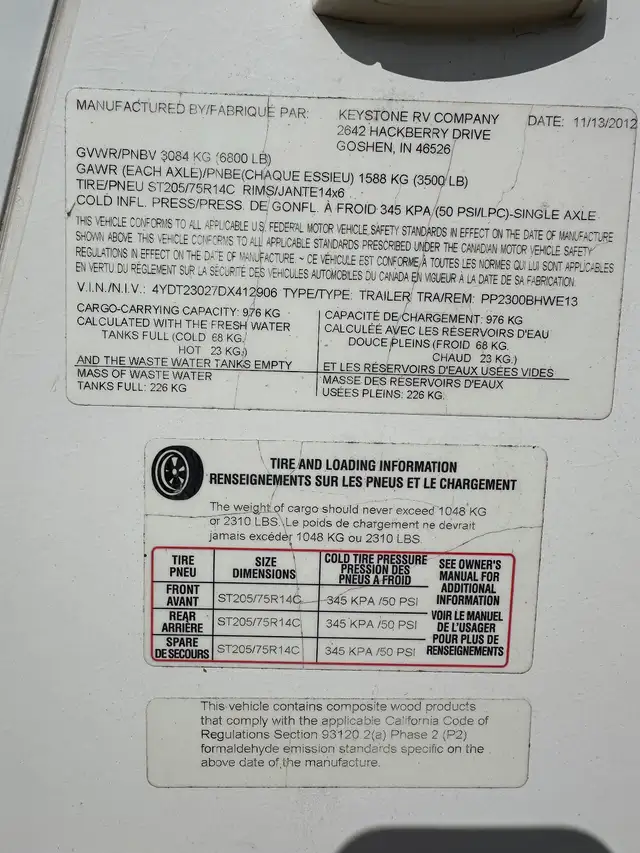 MANUFACTURED BY/FABRIQUE PAR: KEYSTONE RV COMPANY DATE: 11/13/2012
2642 HACKBERRY DRIVE
GOSHEN, IN 46526
GVWR/PNBV 3084 KG (6800 LB)
GAWR (EACH AXLE)/PNBE(CHAQUE ESSIEU) 1588 KG (3500 LB)
TIRE/PNEU ST205/75R14C RIMS/JANTE14x6
COLD INFL. PRESS/PRESS. DE GONFL. À FROID 345 KPA (50 PSI/LPC)-SINGLE AXLE
THIS VEHICLE CONFORMS TO ALL APPLICABLE U.S. FEDERAL MOTOR VEHICLE SAFETY STANDARDS IN EFFECT ON THE DATE OF MANUFACTURE
SHOWN ABOVE THIS VEHICLE CONFORMS TO ALL APPLICABLE STANDARDS PRESCRIBED UNDER THE CANADIAN MOTOR VEHICLE SAFETY
REGULATIONS IN EFFECT ON THE DATE OF MANUFACTURE ~ CE VEHICULE EST CONFORME À TOUTES LES NORMES QUI LUI SONT APPLICABLES
EN VERTU DU RÉGLEMENT SUR LA SÉCURITÉ DES VÉHICULES AUTOMOBILES DU CANADA EN VIGUEUR A LA DATE DE SA FABRICATION.
V.I.N./N.I.V.: 4YDT23027DX412906 TYPE/TYPE: TRAILER TRA/REM: PP2300BHWE13
CARGO-CARRYING CAPACITY: 976 KG
CALCULATED WITH THE FRESH WATER
TANKS FULL (COLD 68 KG.
HOT 23 KG.)
AND THE WASTE WATER TANKS EMPTY
MASS OF WASTE WATER
TANKS FULL: 226 KG
CAPACITÉ DE CHARGEMENT: 976 KG
CALCULÉE AVEC LES RÉSERVOIRS D'EAU
DOUCE PLEINS (FROID 68 KG.
CHAUD 23 KG.)
ET LES RÉSERVOIRS D'EAUX USÉES VIDES
MASSE DES RÉSERVOIRS D'EAUX
USÉES PLEINS: 226 KG.
TIRE AND LOADING INFORMATION
RENSEIGNEMENTS SUR LES PNEUS ET LE CHARGEMENT
The weight of cargo should never exceed 1048 KG
or 2310 LBS. Le poids de chargement ne devrait
jamais excéder 1048 KG ou 2310 LBS.
TIRE
PNEU
SIZE
DIMENSIONS
COLD TIRE PRESSURE
PRESSION DES
PNEUS A FROID
FRONT
AVANT
ST205/75R14C 345 KPA /50 PSI
REAR
ARRIÈRE
ST205/75R14C 345 KPA /50 PSI
SPARE
DE SECOURS
ST205/75R14C 345 KPA /50 PSI
SEE OWNER'S
MANUAL FOR
ADDITIONAL
INFORMATION
VOIR LE MANUEL
DE L'USAGER
POUR PLUS DE
RENSEIGNEMENTS
This vehicle contains composite wood products
that comply with the applicable California Code of
Regulations Section 93120.2(a) Phase 2 (P2)
formaldehyde emission standards specific on the
above date of the manufacture.